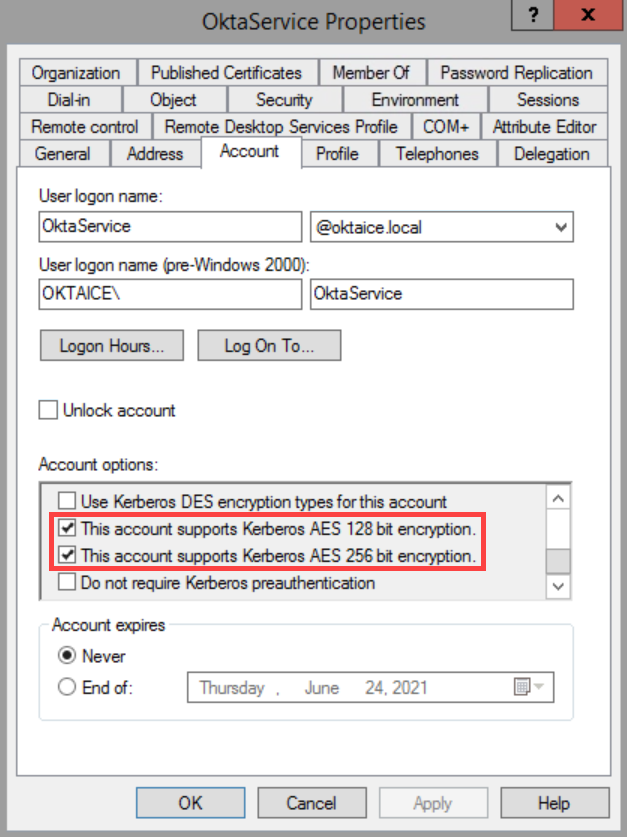 OktaService Properties
? x
Organization Published Certificates Member Of Password Replication
Dial-in Object Security Environment Sessions
Remote control Remote Desktop Services Profile COM+ Attribute Editor
General Address Account Profile Telephones Delegation
User logon name:
OktaService @oktaice.local
User logon name (pre-Windows 2000):
OKTAICE\ OktaService
Logon Hours... Log On To...
Unlock account
Account options:
Use Kerberos DES encryption types for this account
This account supports Kerberos AES 128 bit encryption.
This account supports Kerberos AES 256 bit encryption.
Do not require Kerberos preauthentication
Account expires
Never
End of: Thursday , June 24, 2021
OK Cancel Apply Help